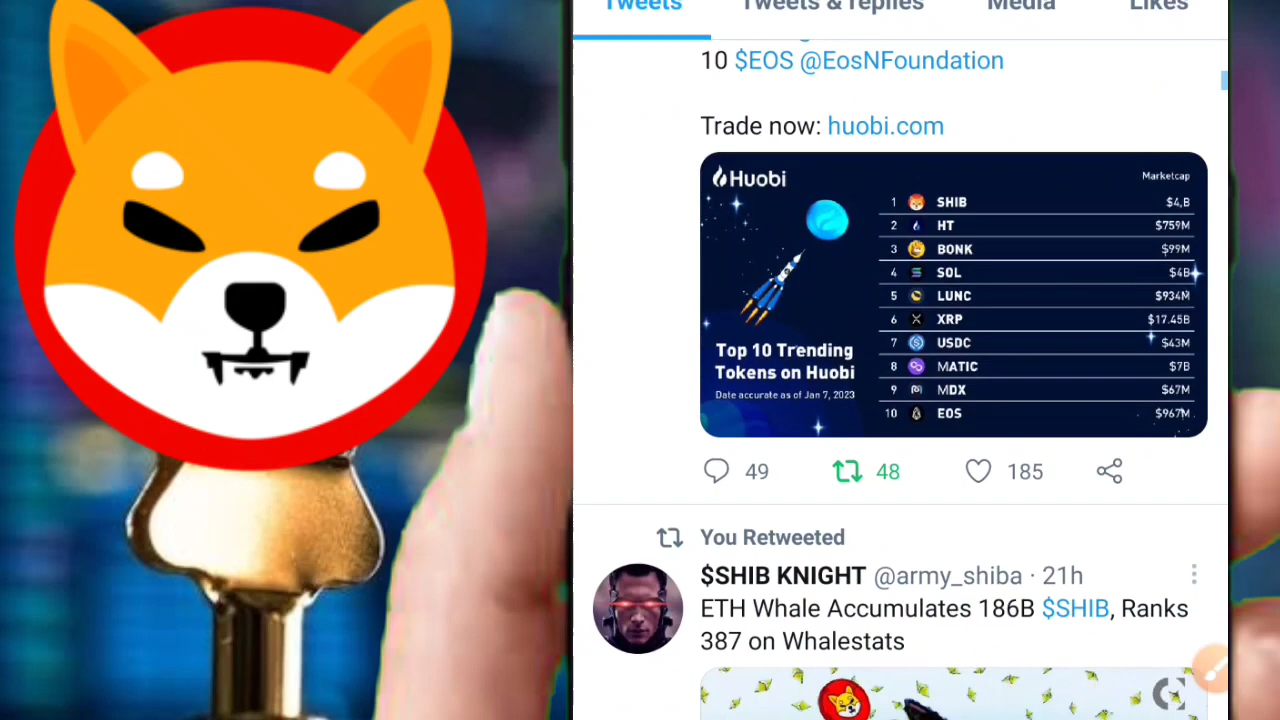 Tweets Tweets & replies Media Likes
10 $EOS @EosNFoundation
Trade now: huobi.com
Huobi
Marketcap
1 SHIB $4,B
2 HT $759M
3 BONK $99M
4 SOL $4B
5 LUNC $934M
6 XRP $17.45B
7 USDC $43M
8 MATIC $7B
9 MDX $67M
10 EOS $967M
Top 10 Trending
Tokens on Huobi
Date accurate as of Jan 7, 2023
49 48 185
You Retweeted
$SHIB KNIGHT @army_shiba · 21h
ETH Whale Accumulates 186B $SHIB, Ranks
387 on Whalestats